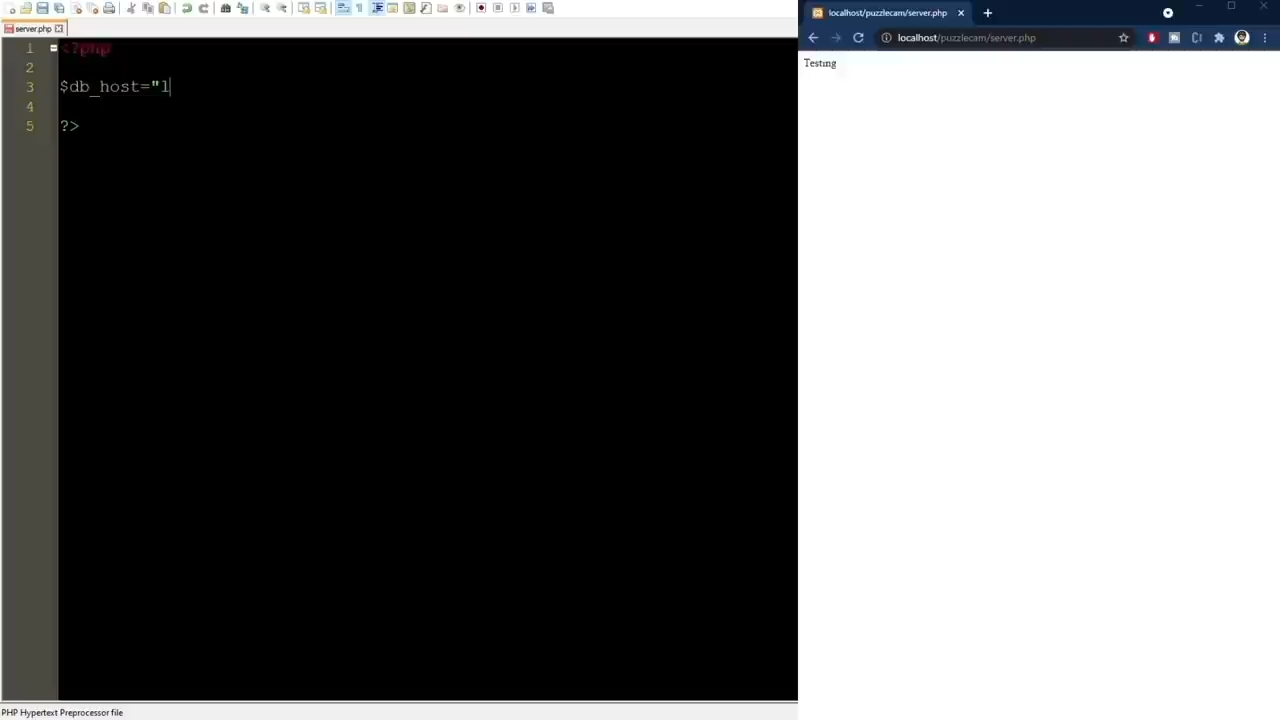 server.php
1 <?php
2
3 $db_host="l
4
5 ?>
PHP Hypertext Preprocessor file
localhost/puzzlecam/server.php
localhost/puzzlecam/server.php
Testing